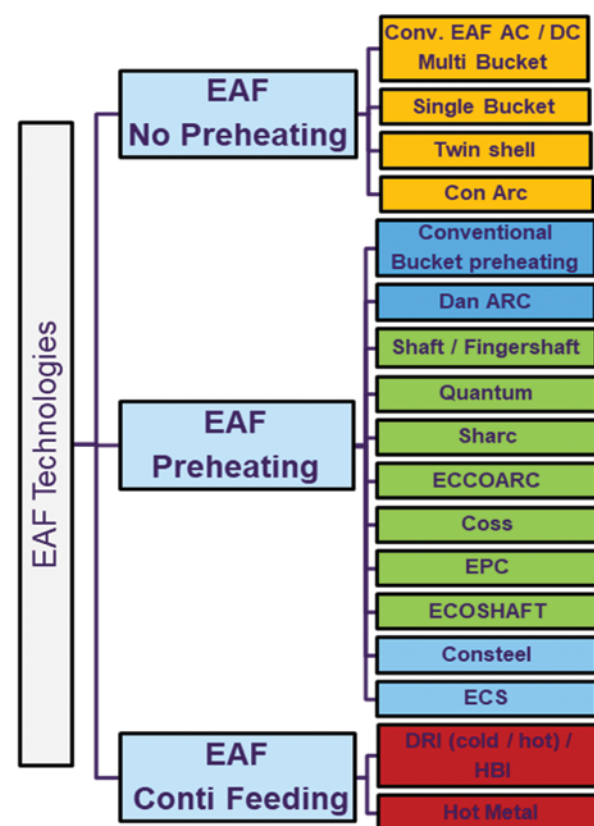 EAF Technologies
EAF
No Preheating
Conv. EAF AC / DC
Multi Bucket
Single Bucket
Twin shell
Con Arc
EAF
Preheating
Conventional
Bucket preheating
Dan ARC
Shaft / Fingershaft
Quantum
Sharc
ECCOARC
Coss
EPC
ECOSHAFT
Consteel
ECS
EAF
Conti Feeding
DRI (cold / hot) /
HBI
Hot Metal